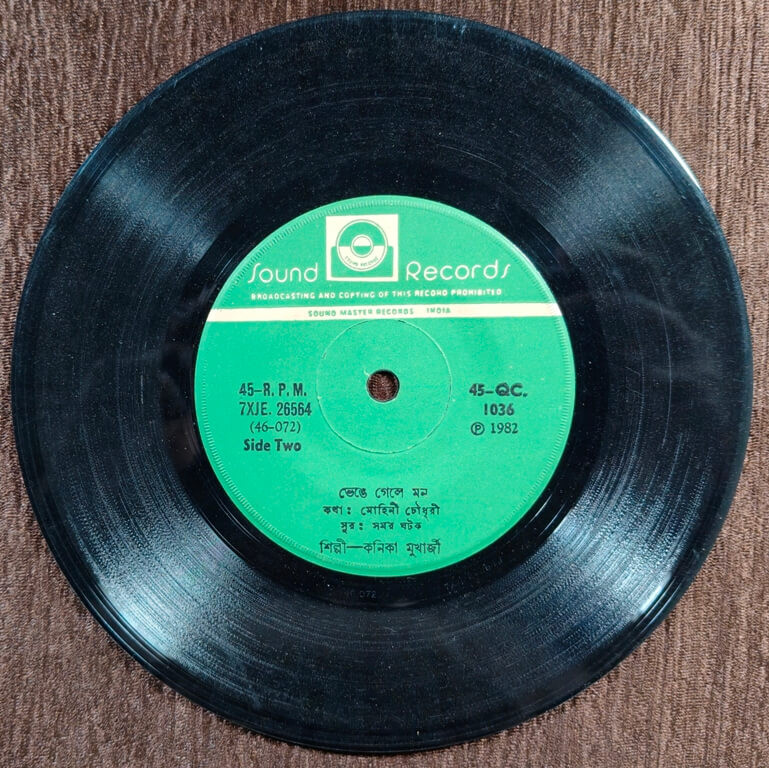 Sound Records
BROADCASTING AND COPYING OF THIS RECORD PROHIBITED
SOUND MASTER RECORDS INDIA
45-R. P. M.
7XJE. 26564
(46-072)
Side Two
45-QC.
1036
℗ 1982
ভেঙে গেলে মন
কথা : মোহিনী চৌধুরী
সুর : সমর ঘটক
শিল্পী—কনিকা মুখার্জী